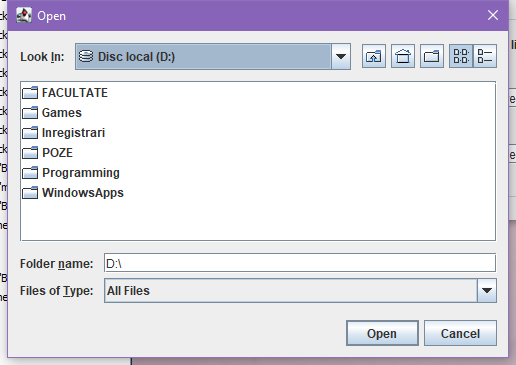 Open
Look In: Disc local (D:)
FACULTATE
Games
Inregistrari
POZE
Programming
WindowsApps
Folder name: D:\
Files of Type: All Files
Open Cancel